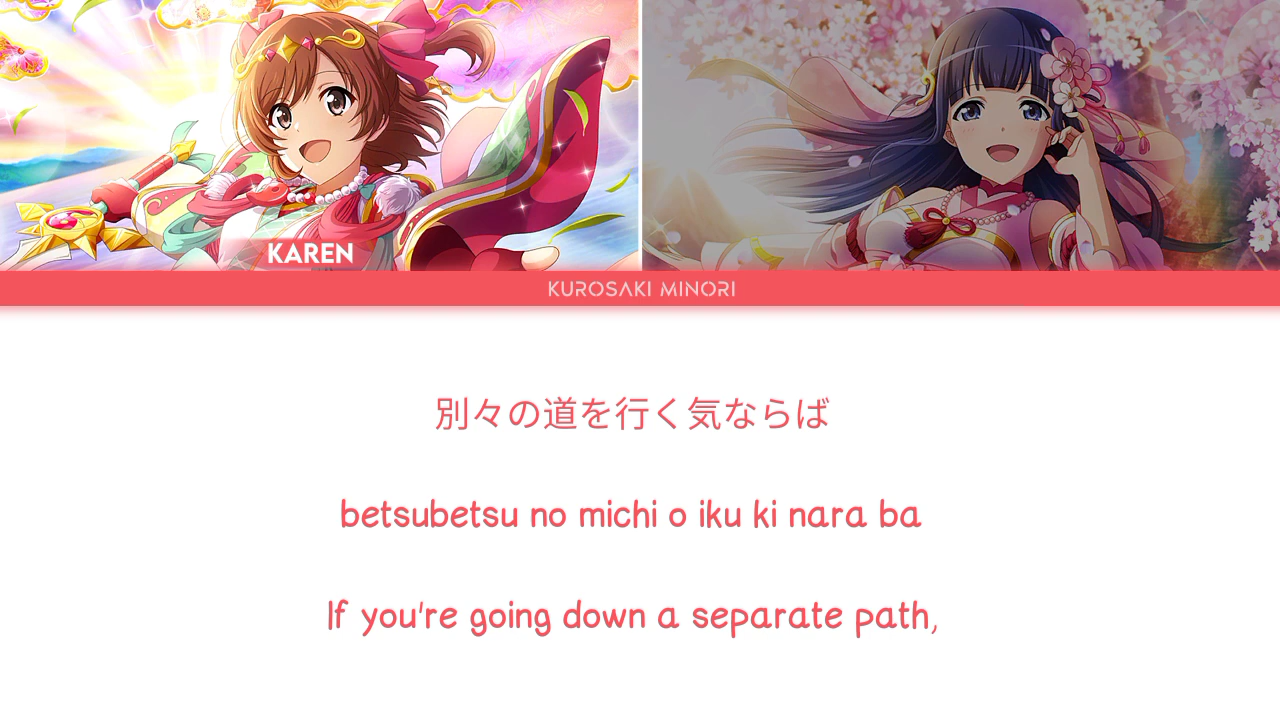 KAREN
KUROSAKI MINORI
別々の道を行く気ならば
betsubetsu no michi o iku ki nara ba
If you're going down a separate path,